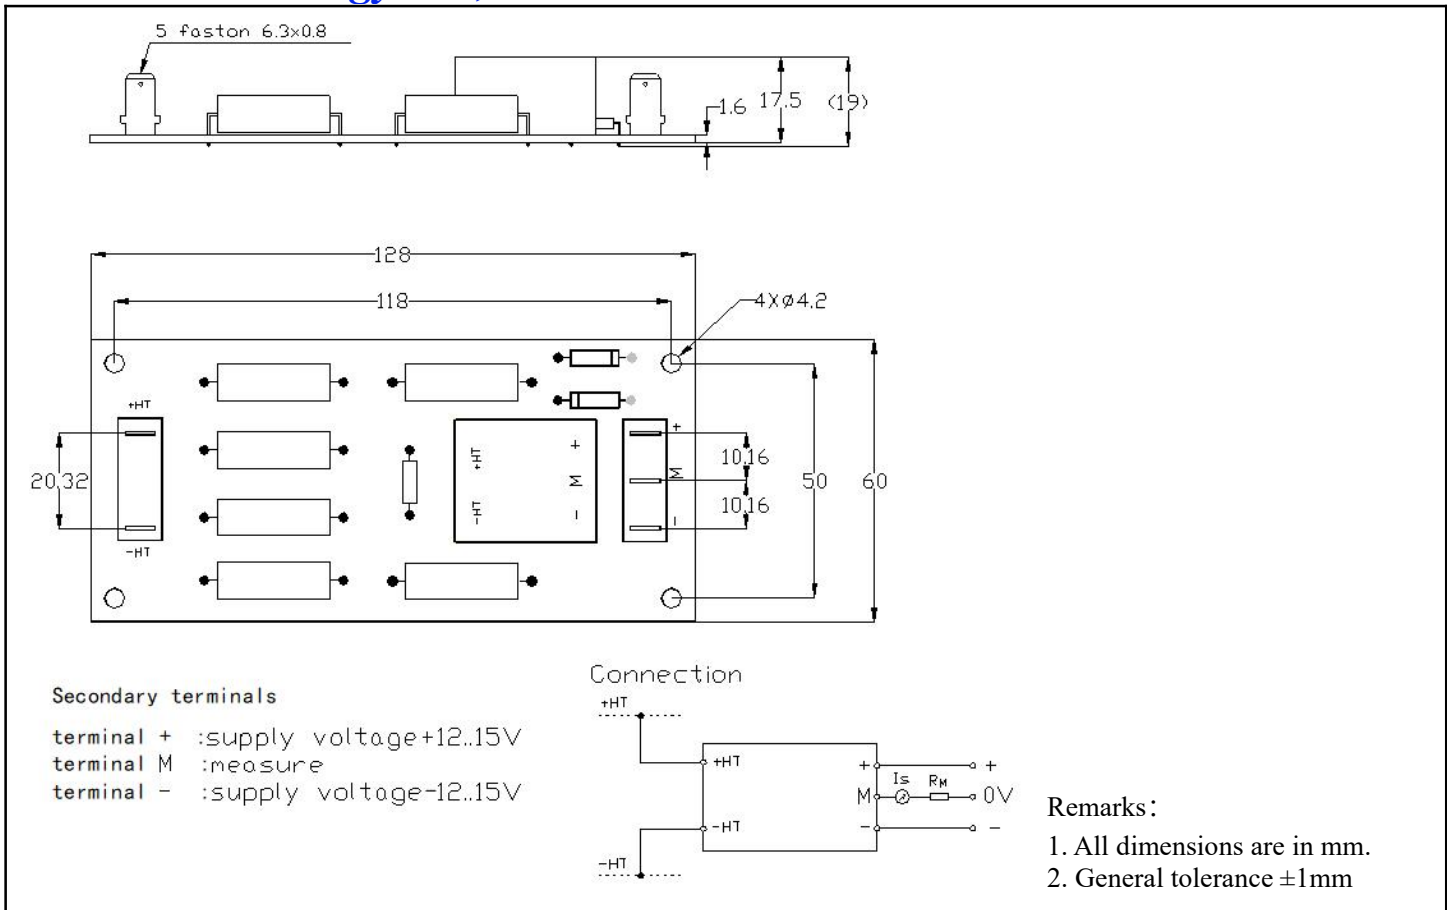 5 faston 6.3x0.8
1.6
17.5
(19)
128
118
4XØ4.2
+HT
20.32
-HT
+HT
-HT
+
M
-
+
M
-
10.16
10.16
50
60
Secondary terminals
terminal + :supply voltage+12..15V
terminal M :measure
terminal - :supply voltage-12..15V
Connection
+HT
+HT
-HT
-HT
+
M
-
Is
RM
+
0V
-
Remarks：
1. All dimensions are in mm.
2. General tolerance ±1mm